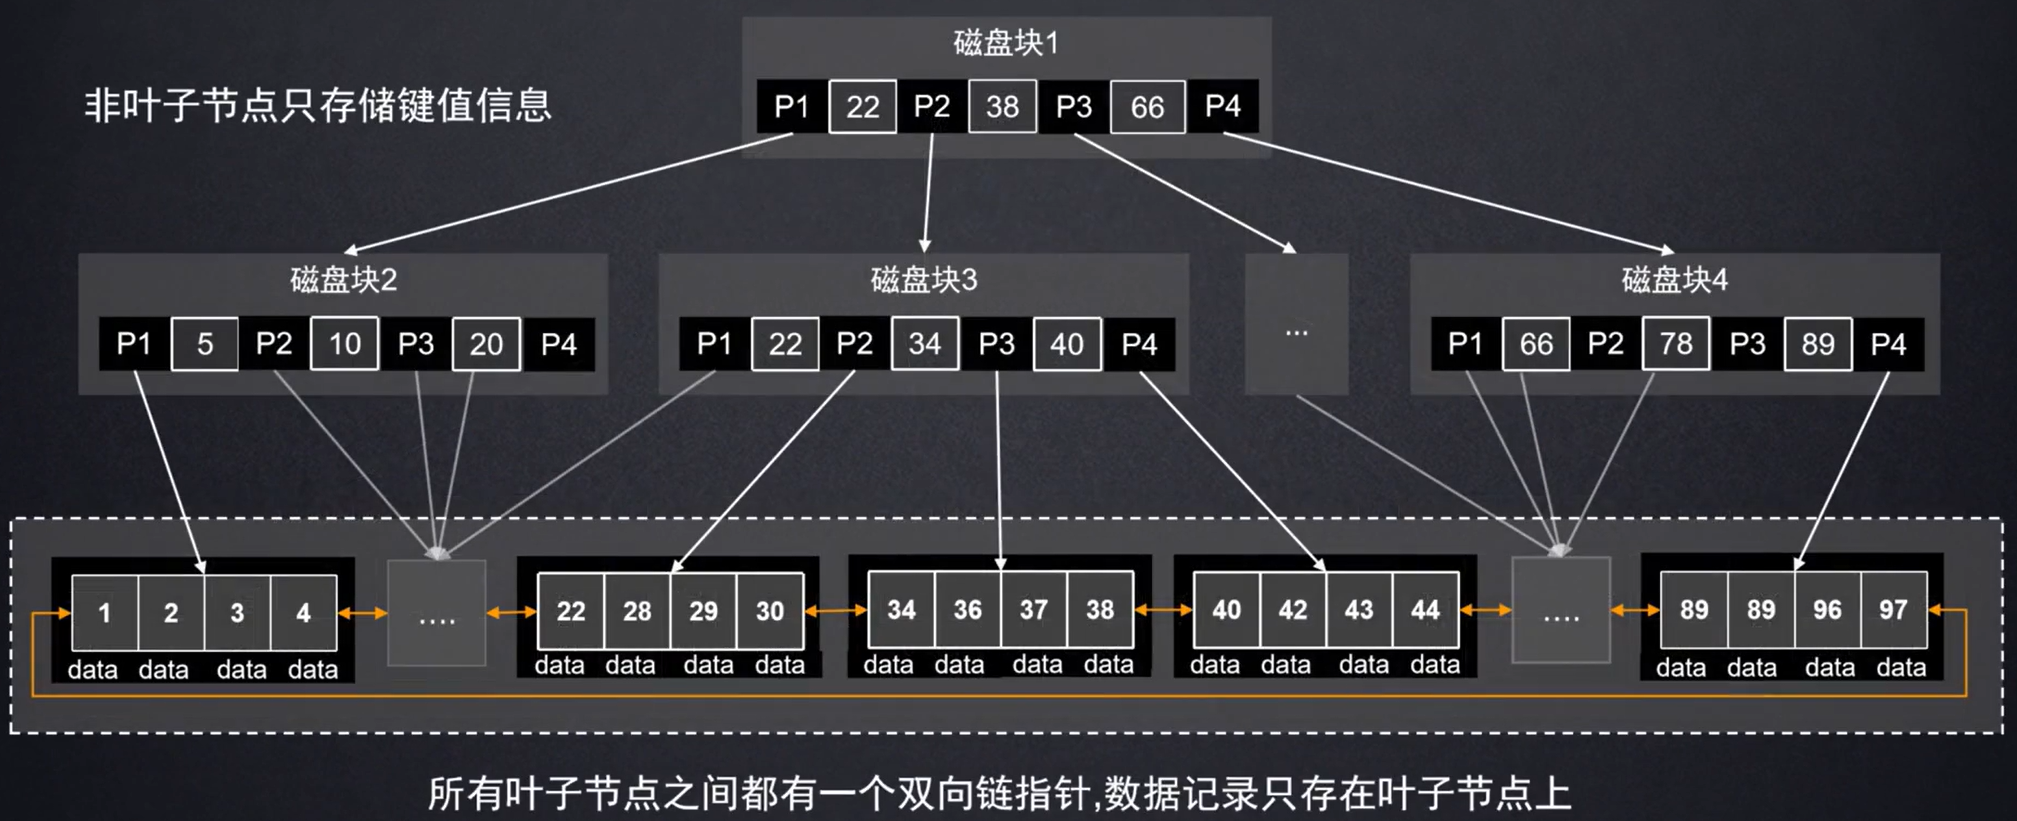 磁盘块1
非叶子节点只存储键值信息
P1 22 P2 38 P3 66 P4
磁盘块2
P1 5 P2 10 P3 20 P4
磁盘块3
P1 22 P2 34 P3 40 P4
...
磁盘块4
P1 66 P2 78 P3 89 P4
1 2 3 4
data data data data
....
22 28 29 30
data data data data
34 36 37 38
data data data data
40 42 43 44
data data data data
....
89 89 96 97
data data data data
所有叶子节点之间都有一个双向链指针,数据记录只存在叶子节点上